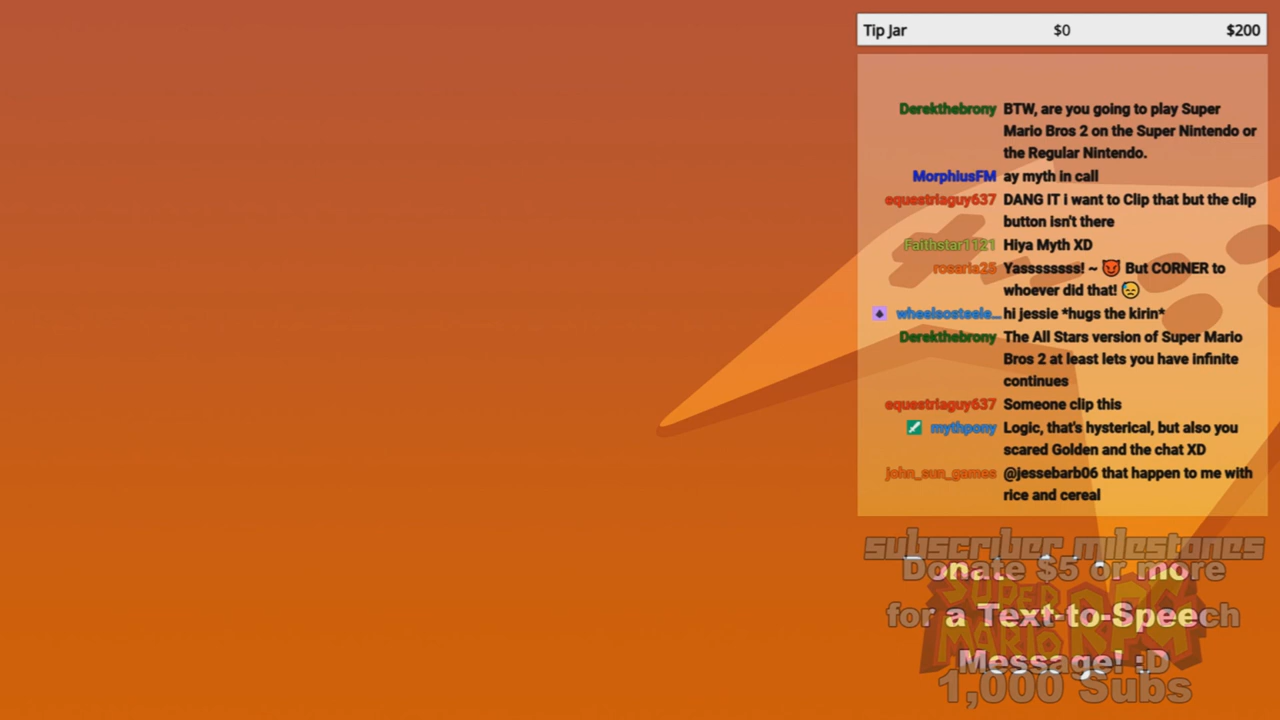 Tip Jar $0 $200
Derekthebrony BTW, are you going to play Super
Mario Bros 2 on the Super Nintendo or
the Regular Nintendo.
MorphiusFM ay myth in call
equestriaguy637 DANG IT i want to Clip that but the clip
button isn't there
Faithstar1121 Hiya Myth XD
rosaria25 Yassssssss! ~ 😈 But CORNER to
whoever did that! 😓
wheelsosteele... hi jessie *hugs the kirin*
Derekthebrony The All Stars version of Super Mario
Bros 2 at least lets you have infinite
continues
equestriaguy637 Someone clip this
mythpony Logic, that's hysterical, but also you
scared Golden and the chat XD
john_sun_games @jessebarb06 that happen to me with
rice and cereal
subscriber milestones
Donate $5 or more
for a Text-to-Speech
Message! :D
SUPER MARIO RPG
1,000 Subs